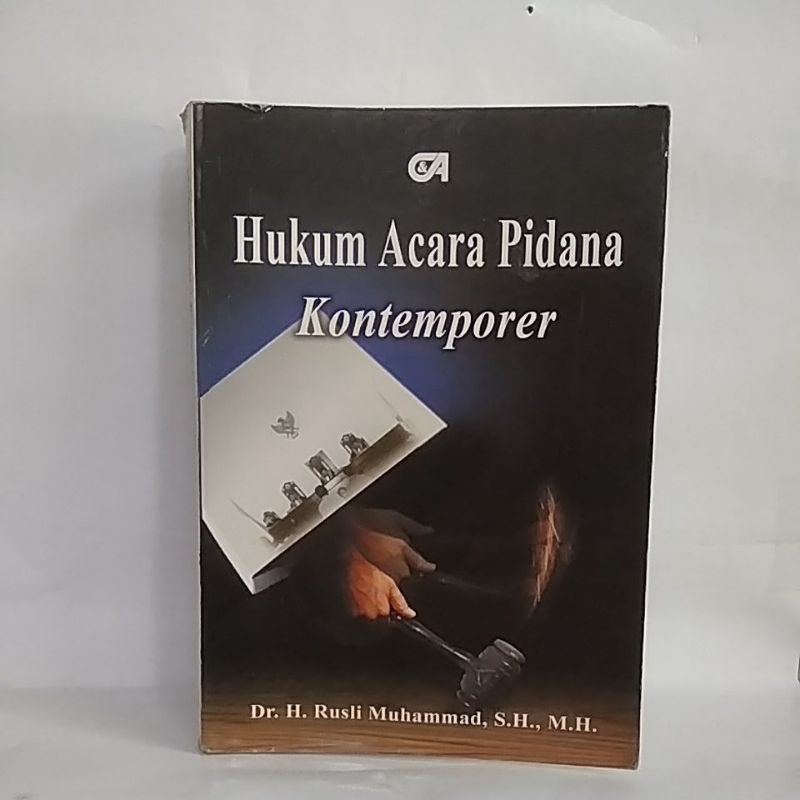 C&A
Hukum Acara Pidana
Kontemporer
Dr. H. Rusli Muhammad, S.H., M.H.